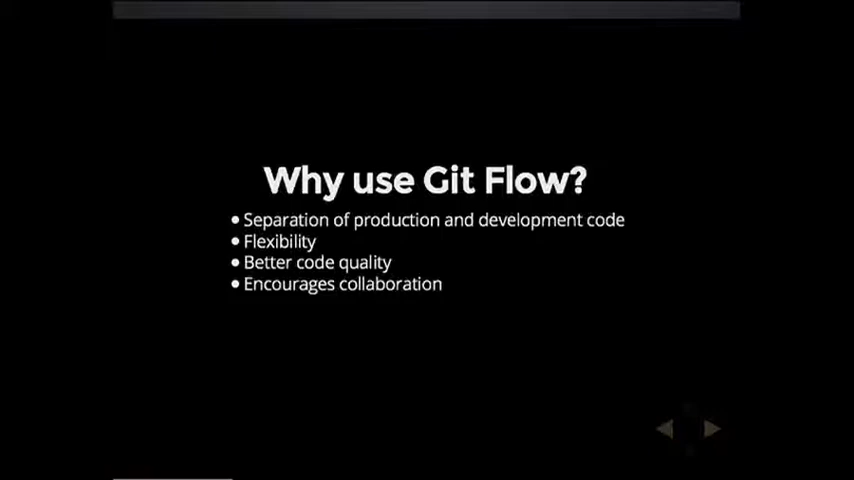 Why use Git Flow?
• Separation of production and development code
• Flexibility
• Better code quality
• Encourages collaboration